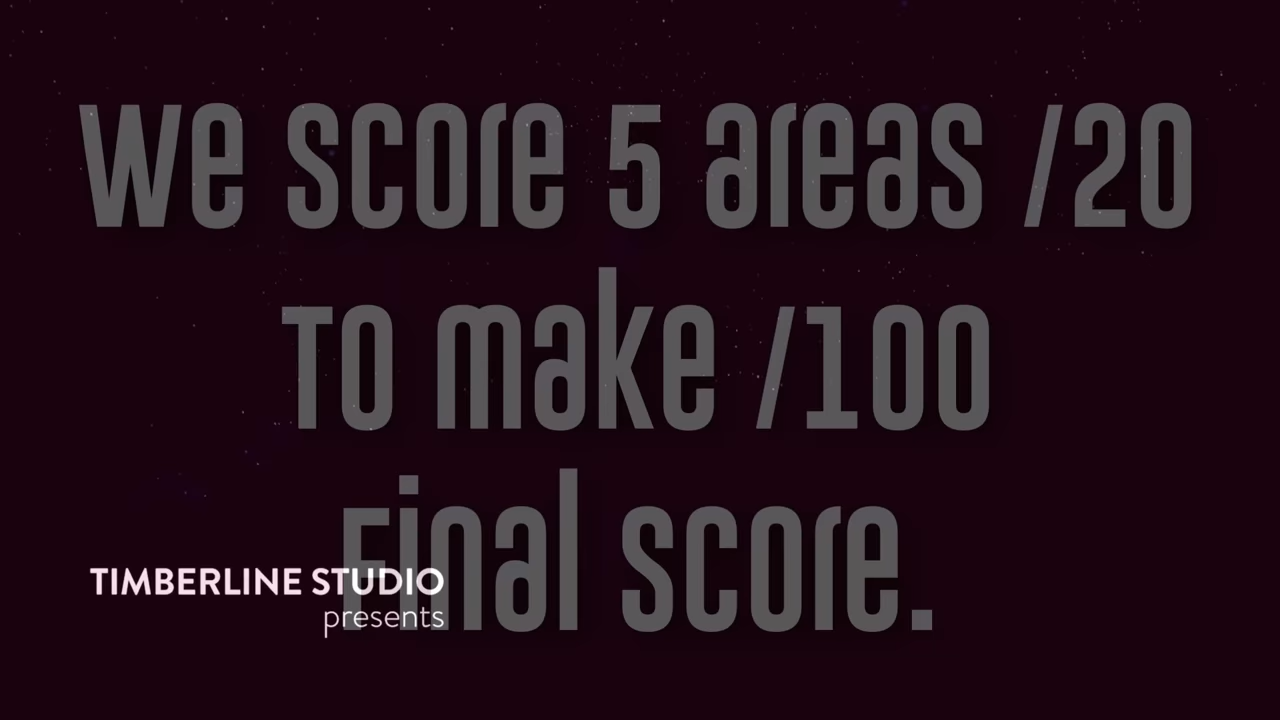 We score 5 areas /20
To make /100
Final score.
TIMBERLINE STUDIO
presents